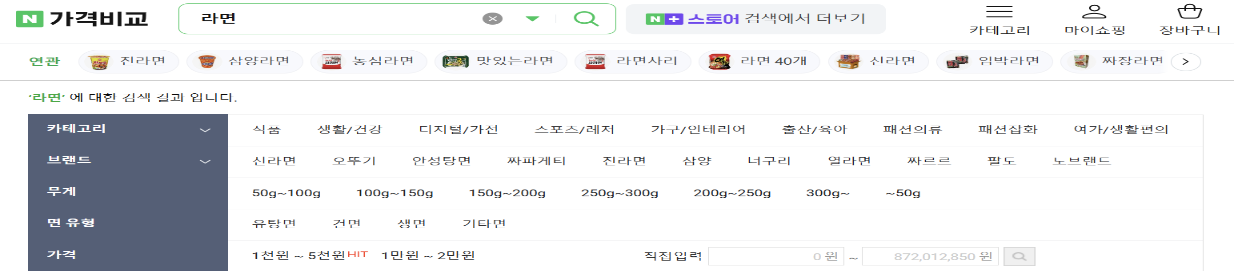 N 가격비교 라면 N+ 스토어 검색에서 더보기 카테고리 마이쇼핑 장바구니
연관 진라면 삼양라면 농심라면 맛있는라면 라면사리 라면 40개 신라면 임박라면 짜장라면
'라면' 에 대한 검색 결과 입니다.
카테고리 식품 생활/건강 디지털/가전 스포츠/레저 가구/인테리어 출산/육아 패션의류 패션잡화 여가/생활편의
브랜드 신라면 오뚜기 안성탕면 짜파게티 진라면 삼양 너구리 열라면 짜르르 팔도 노브랜드
무게 50g~100g 100g~150g 150g~200g 250g~300g 200g~250g 300g~ ~50g
면 유형 유탕면 건면 생면 기타면
가격 1천원 ~ 5천원HIT 1만원 ~ 2만원 직접입력 0 원 ~ 872,012,850 원